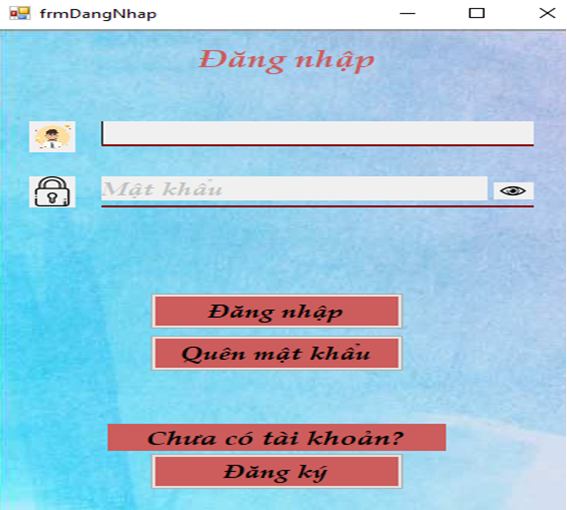 frmDangNhap
Đăng nhập
Mật khẩu
Đăng nhập
Quên mật khẩu
Chưa có tài khoản?
Đăng ký